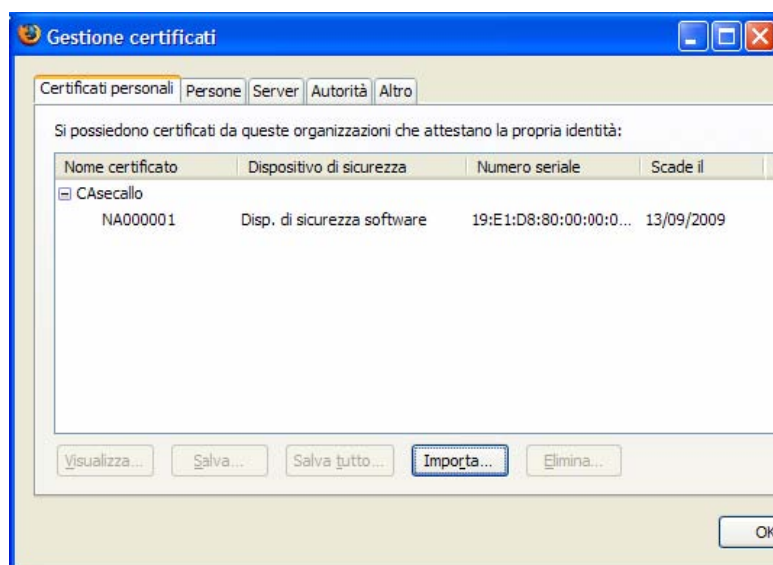 Gestione certificati
Certificati personali Persone Server Autorità Altro
Si possiedono certificati da queste organizzazioni che attestano la propria identità:
Nome certificato Dispositivo di sicurezza Numero seriale Scade il
CAsecallo
NA000001 Disp. di sicurezza software 19:E1:D8:80:00:00:0... 13/09/2009
Visualizza... Salva... Salva tutto... Importa... Elimina...
OK